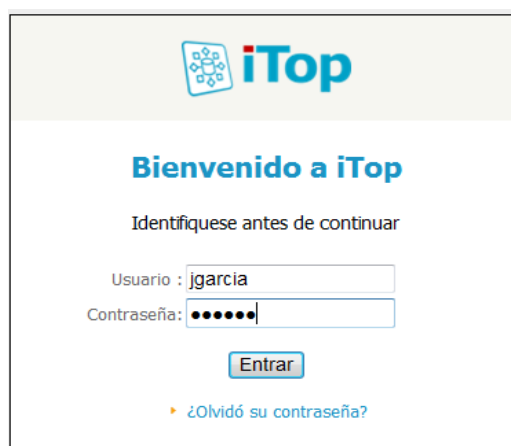 iTop
Bienvenido a iTop
Identifiquese antes de continuar
Usuario : jgarcia
Contraseña: ●●●●●●
Entrar
¿Olvidó su contraseña?